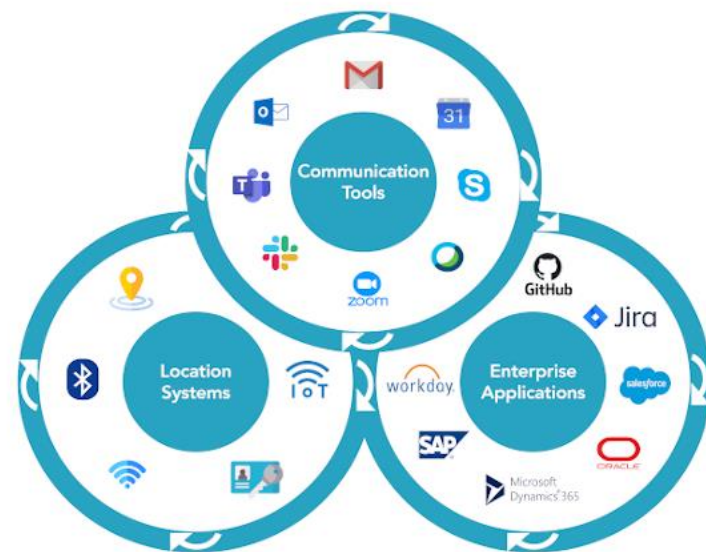 31
Communication
Tools
O
T
S
zoom
GitHub
Jira
Location
Systems
IoT
workday.
Enterprise
Applications
salesforce
SAP
ORACLE
Microsoft
Dynamics 365